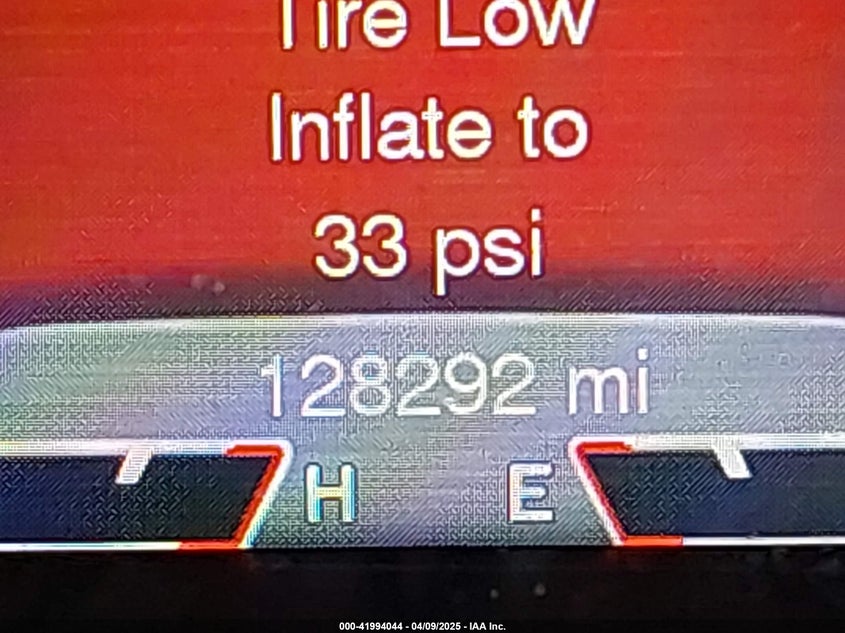 Tire Low
Inflate to
33 psi
128292 mi
H E
000-41994044 - 04/09/2025 - IAA Inc.